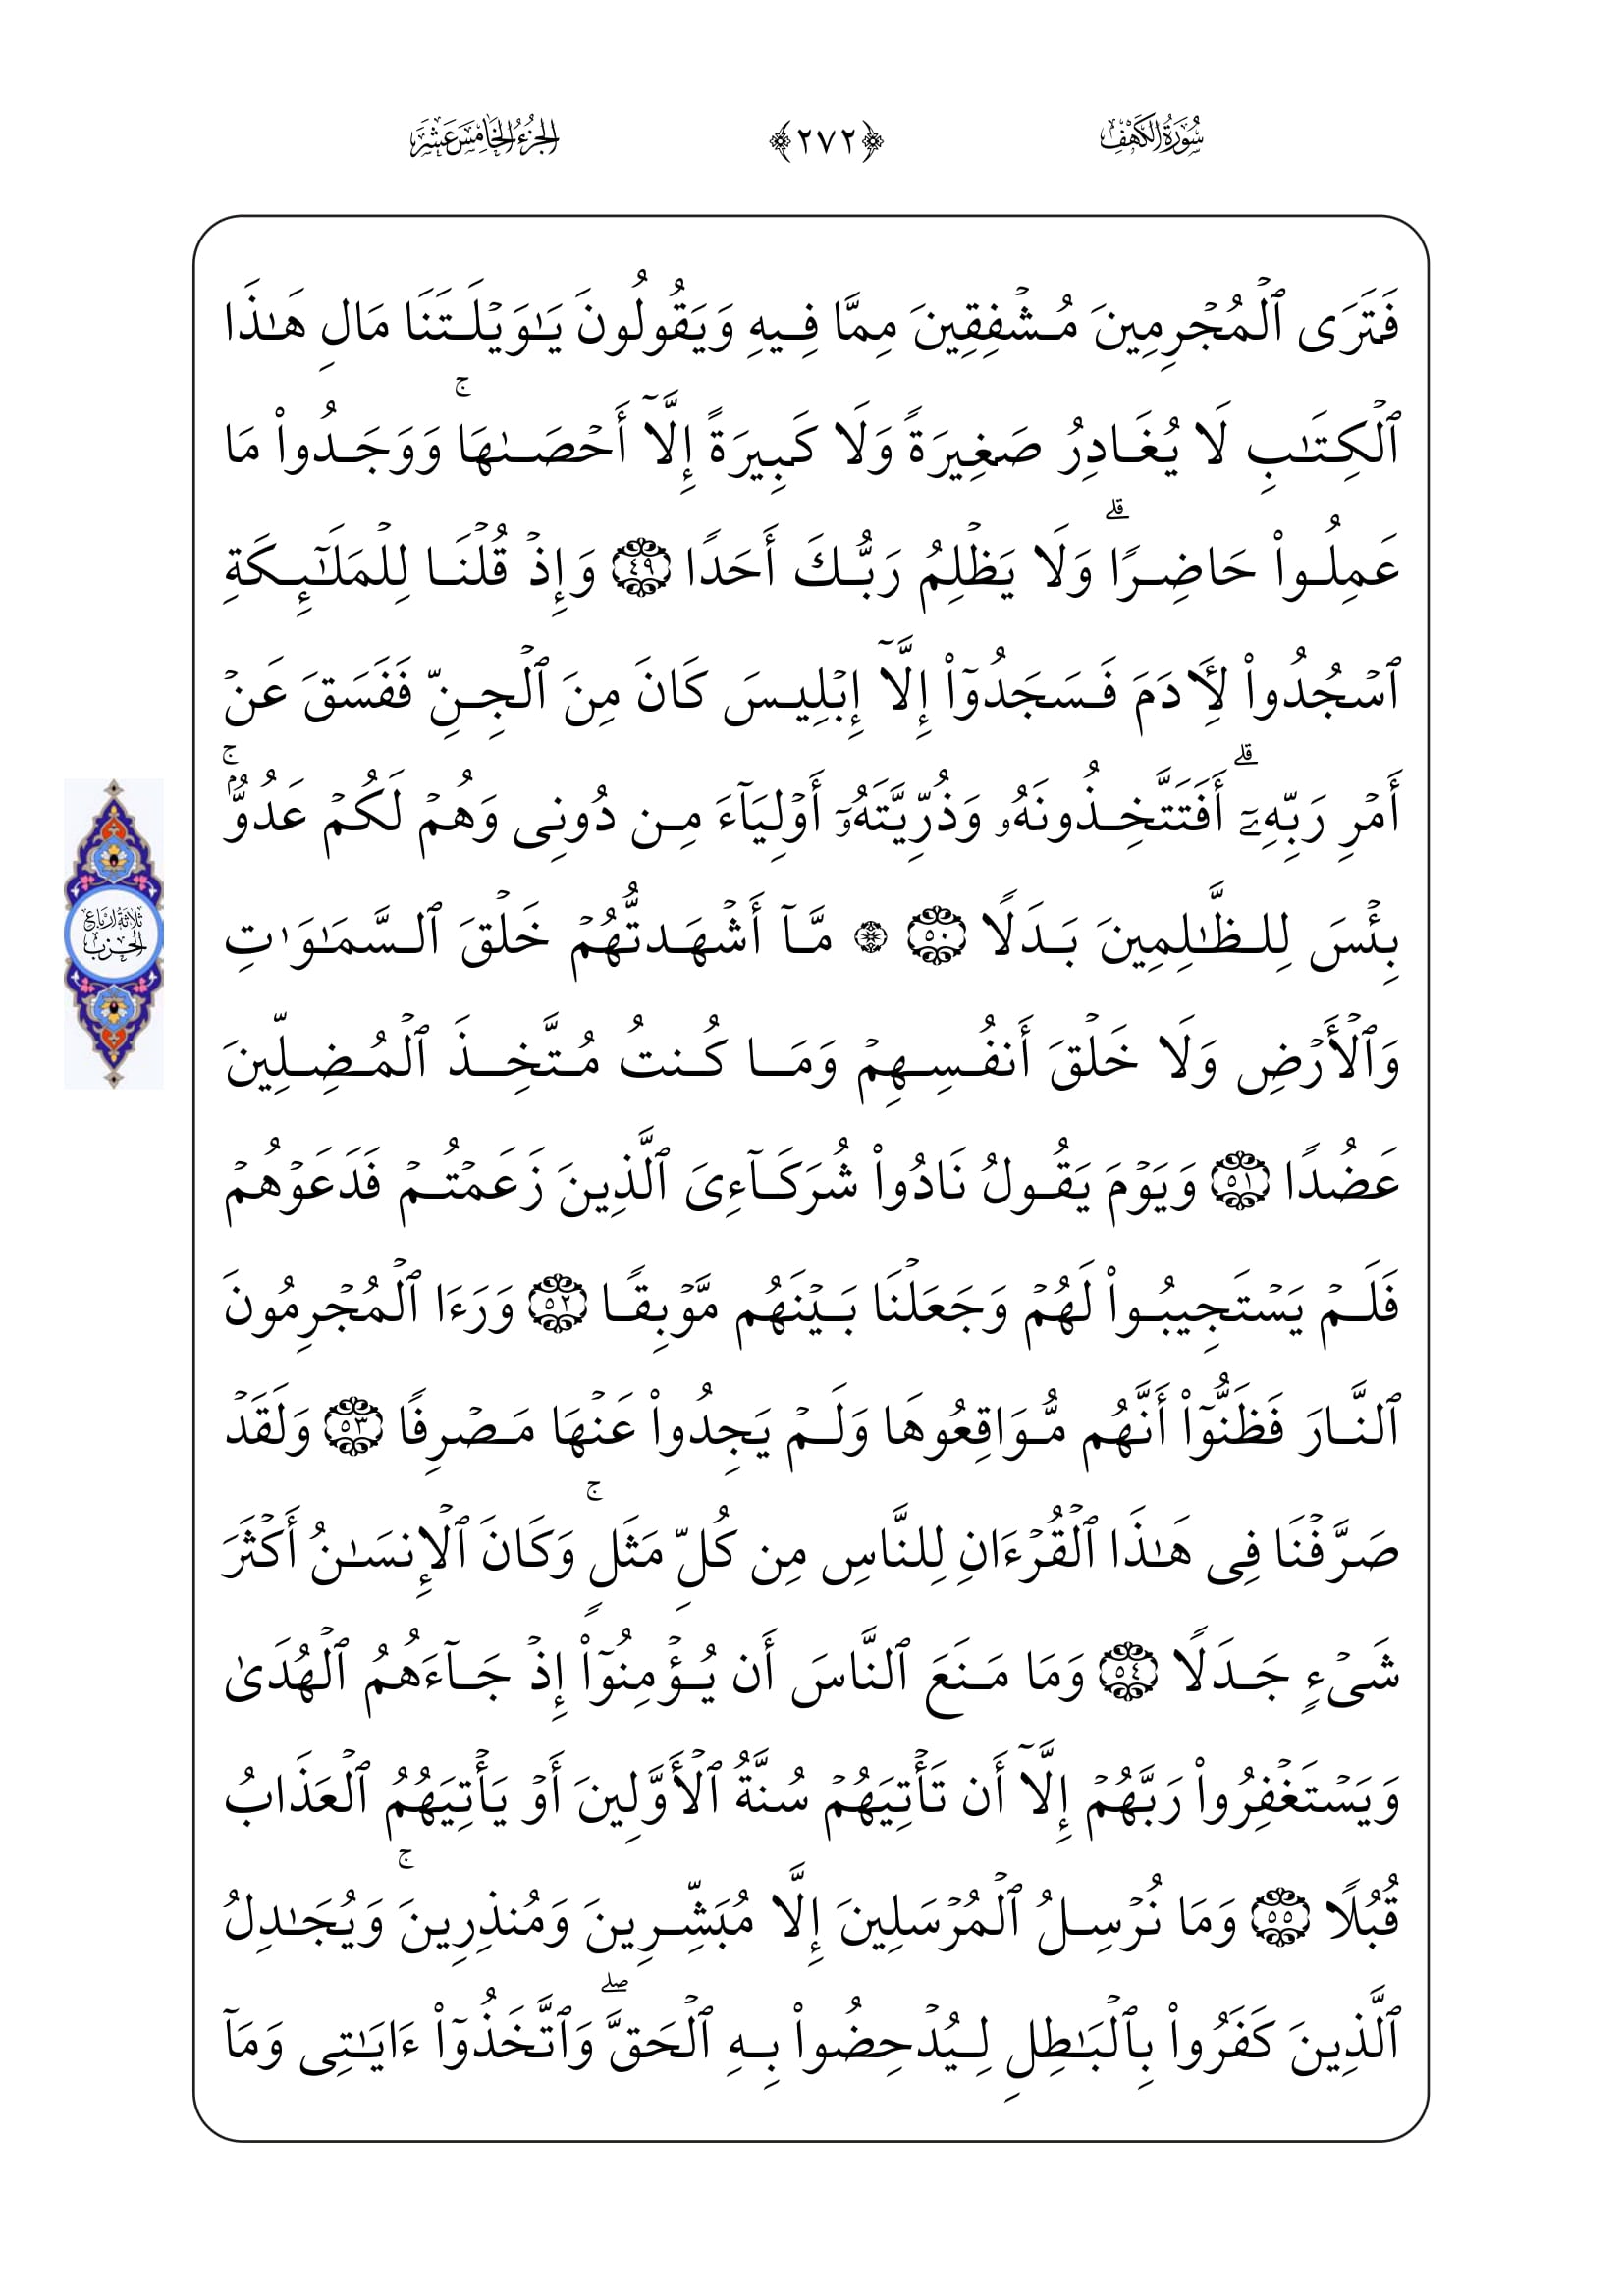 سُورَةُ الكَهْفِ ﴿٢٧٢﴾ الجُزْءُ الخَامِسَ عَشَرَ
فَتَرَى ٱلۡمُجۡرِمِينَ مُشۡفِقِينَ مِمَّا فِيهِ وَيَقُولُونَ يَٰوَيۡلَتَنَا مَالِ هَٰذَا
ٱلۡكِتَٰبِ لَا يُغَادِرُ صَغِيرَةً وَلَا كَبِيرَةً إِلَّآ أَحۡصَىٰهَاۚ وَوَجَدُواْ مَا
عَمِلُواْ حَاضِرًاۗ وَلَا يَظۡلِمُ رَبُّكَ أَحَدًا ٤٩ وَإِذۡ قُلۡنَا لِلۡمَلَٰٓئِكَةِ
ٱسۡجُدُواْ لِأٓدَمَ فَسَجَدُوٓاْ إِلَّآ إِبۡلِيسَ كَانَ مِنَ ٱلۡجِنِّ فَفَسَقَ عَنۡ
أَمۡرِ رَبِّهِۦٓۗ أَفَتَتَّخِذُونَهُۥ وَذُرِّيَّتَهُۥٓ أَوۡلِيَآءَ مِن دُونِي وَهُمۡ لَكُمۡ عَدُوُّۢۚ
بِئۡسَ لِلظَّٰلِمِينَ بَدَلًا ٥٠ ۞ مَّآ أَشۡهَدتُّهُمۡ خَلۡقَ ٱلسَّمَٰوَٰتِ
ثَلَاثَةُ أَرْبَاعِ
الحِزْب
وَٱلۡأَرۡضِ وَلَا خَلۡقَ أَنفُسِهِمۡ وَمَا كُنتُ مُتَّخِذَ ٱلۡمُضِلِّينَ
عَضُدًا ٥١ وَيَوۡمَ يَقُولُ نَادُواْ شُرَكَآءِيَ ٱلَّذِينَ زَعَمۡتُمۡ فَدَعَوۡهُمۡ
فَلَمۡ يَسۡتَجِيبُواْ لَهُمۡ وَجَعَلۡنَا بَيۡنَهُم مَّوۡبِقًا ٥٢ وَرَءَا ٱلۡمُجۡرِمُونَ
ٱلنَّارَ فَظَنُّوٓاْ أَنَّهُم مُّوَاقِعُوهَا وَلَمۡ يَجِدُواْ عَنۡهَا مَصۡرِفًا ٥٣ وَلَقَدۡ
صَرَّفۡنَا فِي هَٰذَا ٱلۡقُرۡءَانِ لِلنَّاسِ مِن كُلِّ مَثَلٍۚ وَكَانَ ٱلۡإِنسَٰنُ أَكۡثَرَ
شَيۡءٍ جَدَلًا ٥٤ وَمَا مَنَعَ ٱلنَّاسَ أَن يُؤۡمِنُوٓاْ إِذۡ جَآءَهُمُ ٱلۡهُدَىٰ
وَيَسۡتَغۡفِرُواْ رَبَّهُمۡ إِلَّآ أَن تَأۡتِيَهُمۡ سُنَّةُ ٱلۡأَوَّلِينَ أَوۡ يَأۡتِيَهُمُ ٱلۡعَذَابُ
قُبُلًا ٥٥ وَمَا نُرۡسِلُ ٱلۡمُرۡسَلِينَ إِلَّا مُبَشِّرِينَ وَمُنذِرِينَۚ وَيُجَٰدِلُ
ٱلَّذِينَ كَفَرُواْ بِٱلۡبَٰطِلِ لِيُدۡحِضُواْ بِهِ ٱلۡحَقَّۖ وَٱتَّخَذُوٓاْ ءَايَٰتِي وَمَآ